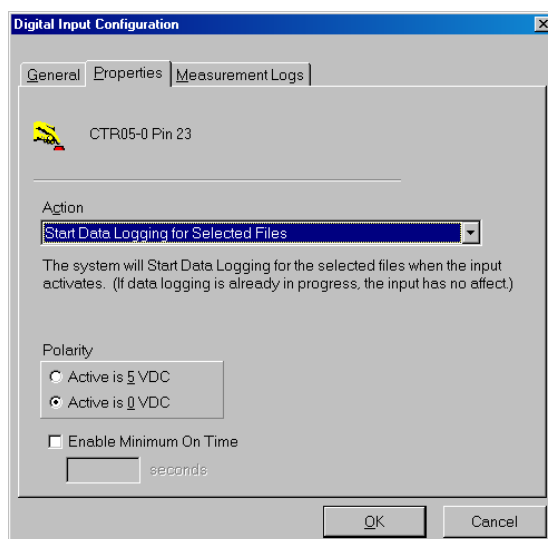 Digital Input Configuration
General Properties Measurement Logs
CTR05-0 Pin 23
Action
Start Data Logging for Selected Files
The system will Start Data Logging for the selected files when the input
activates. (If data logging is already in progress, the input has no affect.)
Polarity
Active is 5 VDC
Active is 0 VDC
Enable Minimum On Time
seconds
OK Cancel